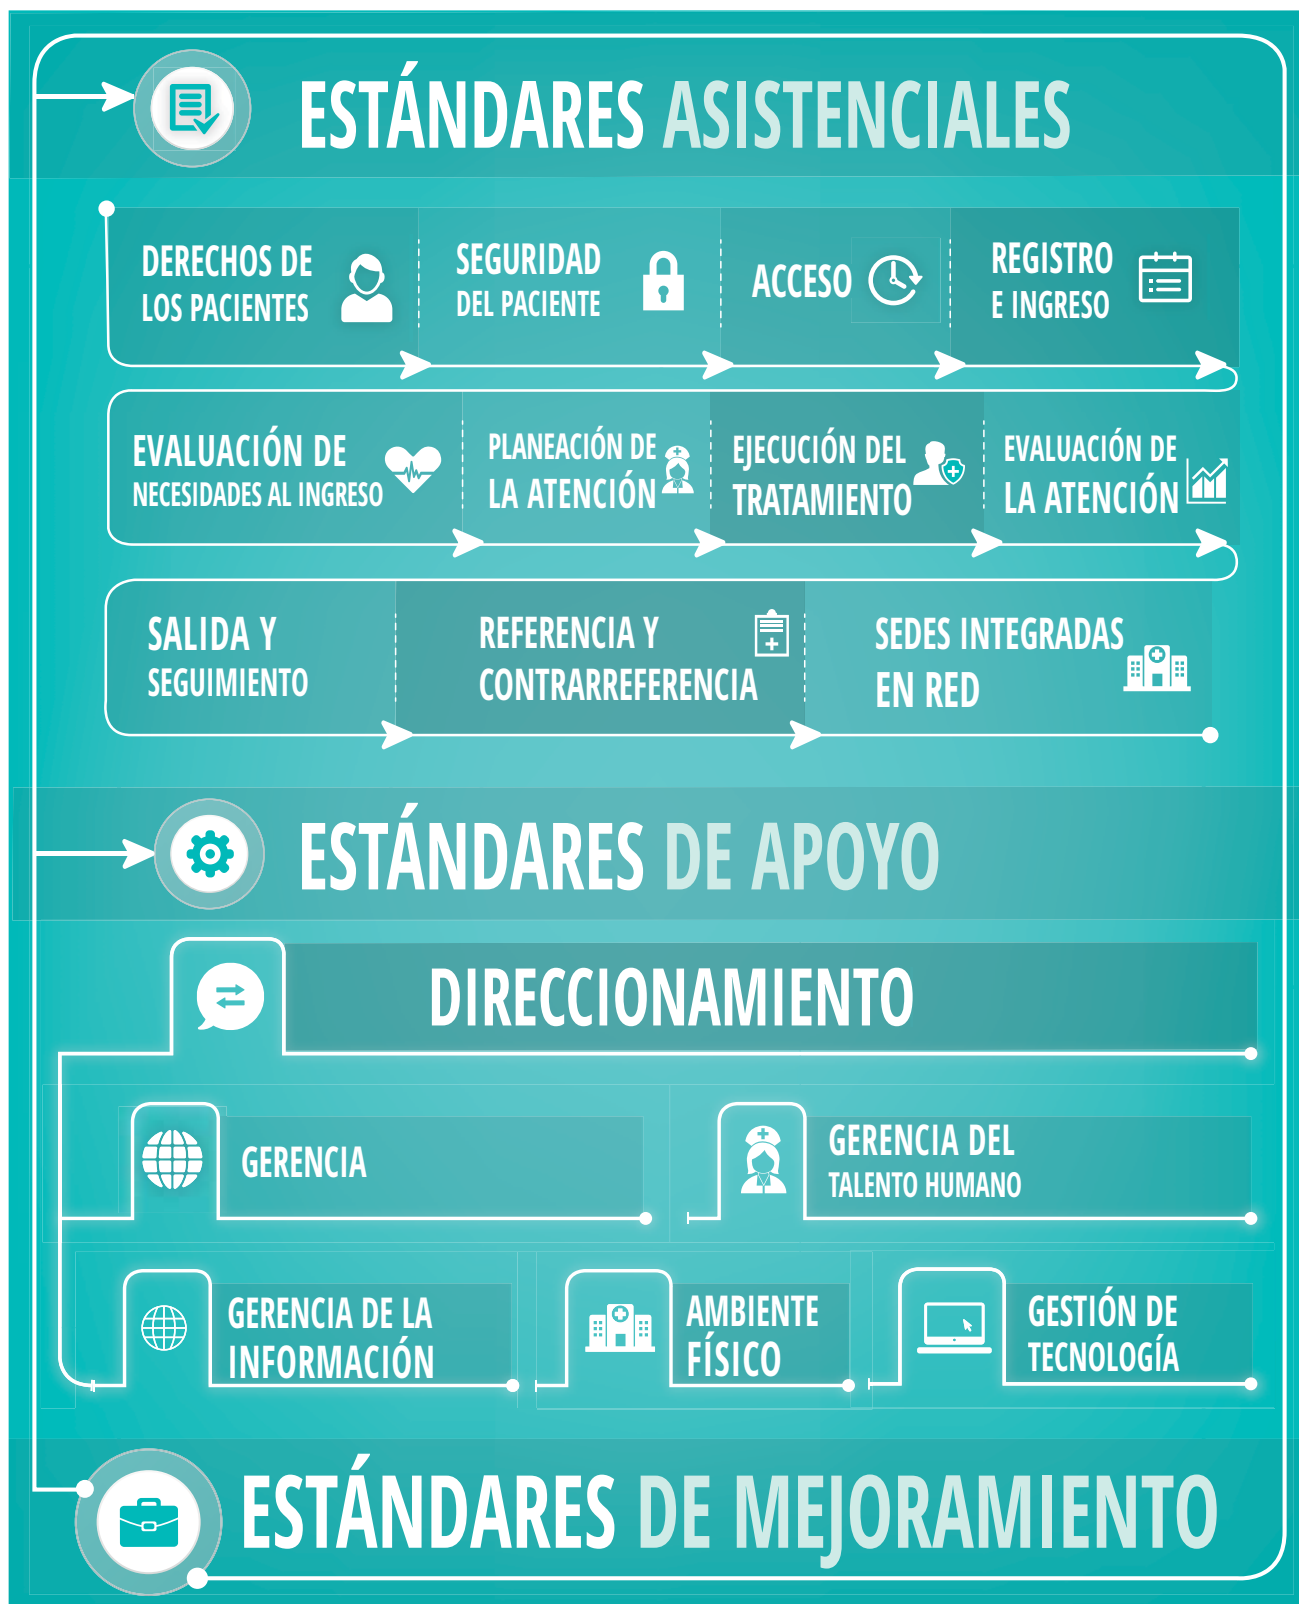 ESTÁNDARES ASISTENCIALES
DERECHOS DE
LOS PACIENTES
SEGURIDAD
DEL PACIENTE
ACCESO
REGISTRO
E INGRESO
EVALUACIÓN DE
NECESIDADES AL INGRESO
PLANEACIÓN DE
LA ATENCIÓN
EJECUCIÓN DEL
TRATAMIENTO
EVALUACIÓN DE
LA ATENCIÓN
SALIDA Y
SEGUIMIENTO
REFERENCIA Y
CONTRARREFERENCIA
SEDES INTEGRADAS
EN RED
ESTÁNDARES DE APOYO
DIRECCIONAMIENTO
GERENCIA
GERENCIA DEL
TALENTO HUMANO
GERENCIA DE LA
INFORMACIÓN
AMBIENTE
FÍSICO
GESTIÓN DE
TECNOLOGÍA
ESTÁNDARES DE MEJORAMIENTO